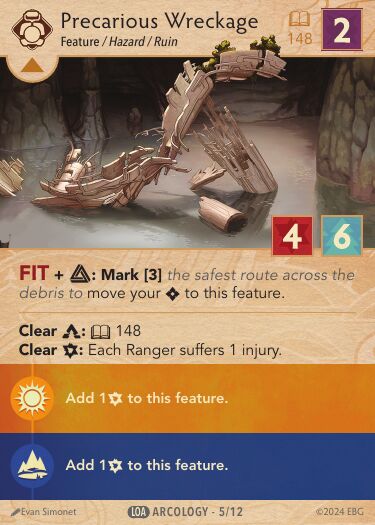 Precarious Wreckage
Feature / Hazard / Ruin
148
2
4
6
FIT + : Mark [3] the safest route across the
debris to move your to this feature.
Clear : 148
Clear : Each Ranger suffers 1 injury.
Add 1 to this feature.
Add 1 to this feature.
Evan Simonet
LOA ARCOLOGY - 5/12
©2024 EBG